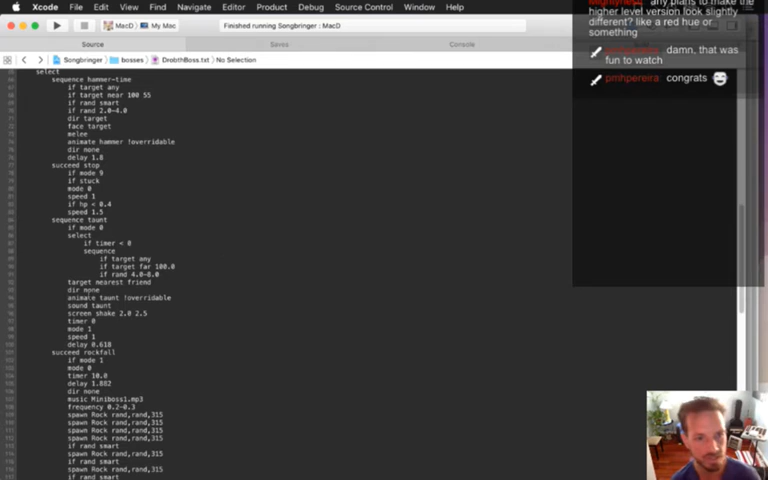 Xcode File Edit View Find Navigate Editor Product Debug Source Control Window Help
MacD My Mac
Finished running Songbringer : MacD
Source
Saves
Console
Songbringer bosses DrobthBoss.txt No Selection
select
sequence hammer-time
if target any
if target near 100 55
if rand smart
if rand 2.0-4.0
dir target
face target
melee
animate hammer !overridable
dir none
delay 1.8
succeed stop
if mode 9
if stuck
mode 0
speed 1
if hp < 0.4
speed 1.5
sequence taunt
if mode 0
select
if timer < 0
sequence
if target any
if target far 100.0
if rand 4.0-8.0
target nearest friend
dir none
animate taunt !overridable
sound taunt
screen shake 2.0 2.5
timer 0
mode 1
speed 1
delay 0.618
succeed rockfall
if mode 1
mode 0
timer 10.0
delay 1.882
dir none
music Miniboss1.mp3
frequency 0.2-0.3
spawn Rock rand,rand,315
spawn Rock rand,rand,315
spawn Rock rand,rand,315
spawn Rock rand,rand,315
if rand smart
spawn Rock rand,rand,315
if rand smart
spawn Rock rand,rand,315
if rand smart
any plans to make the
higher level version look slightly
different? like a red hue or
something
damn, that was
fun to watch
pmhpereira congrats